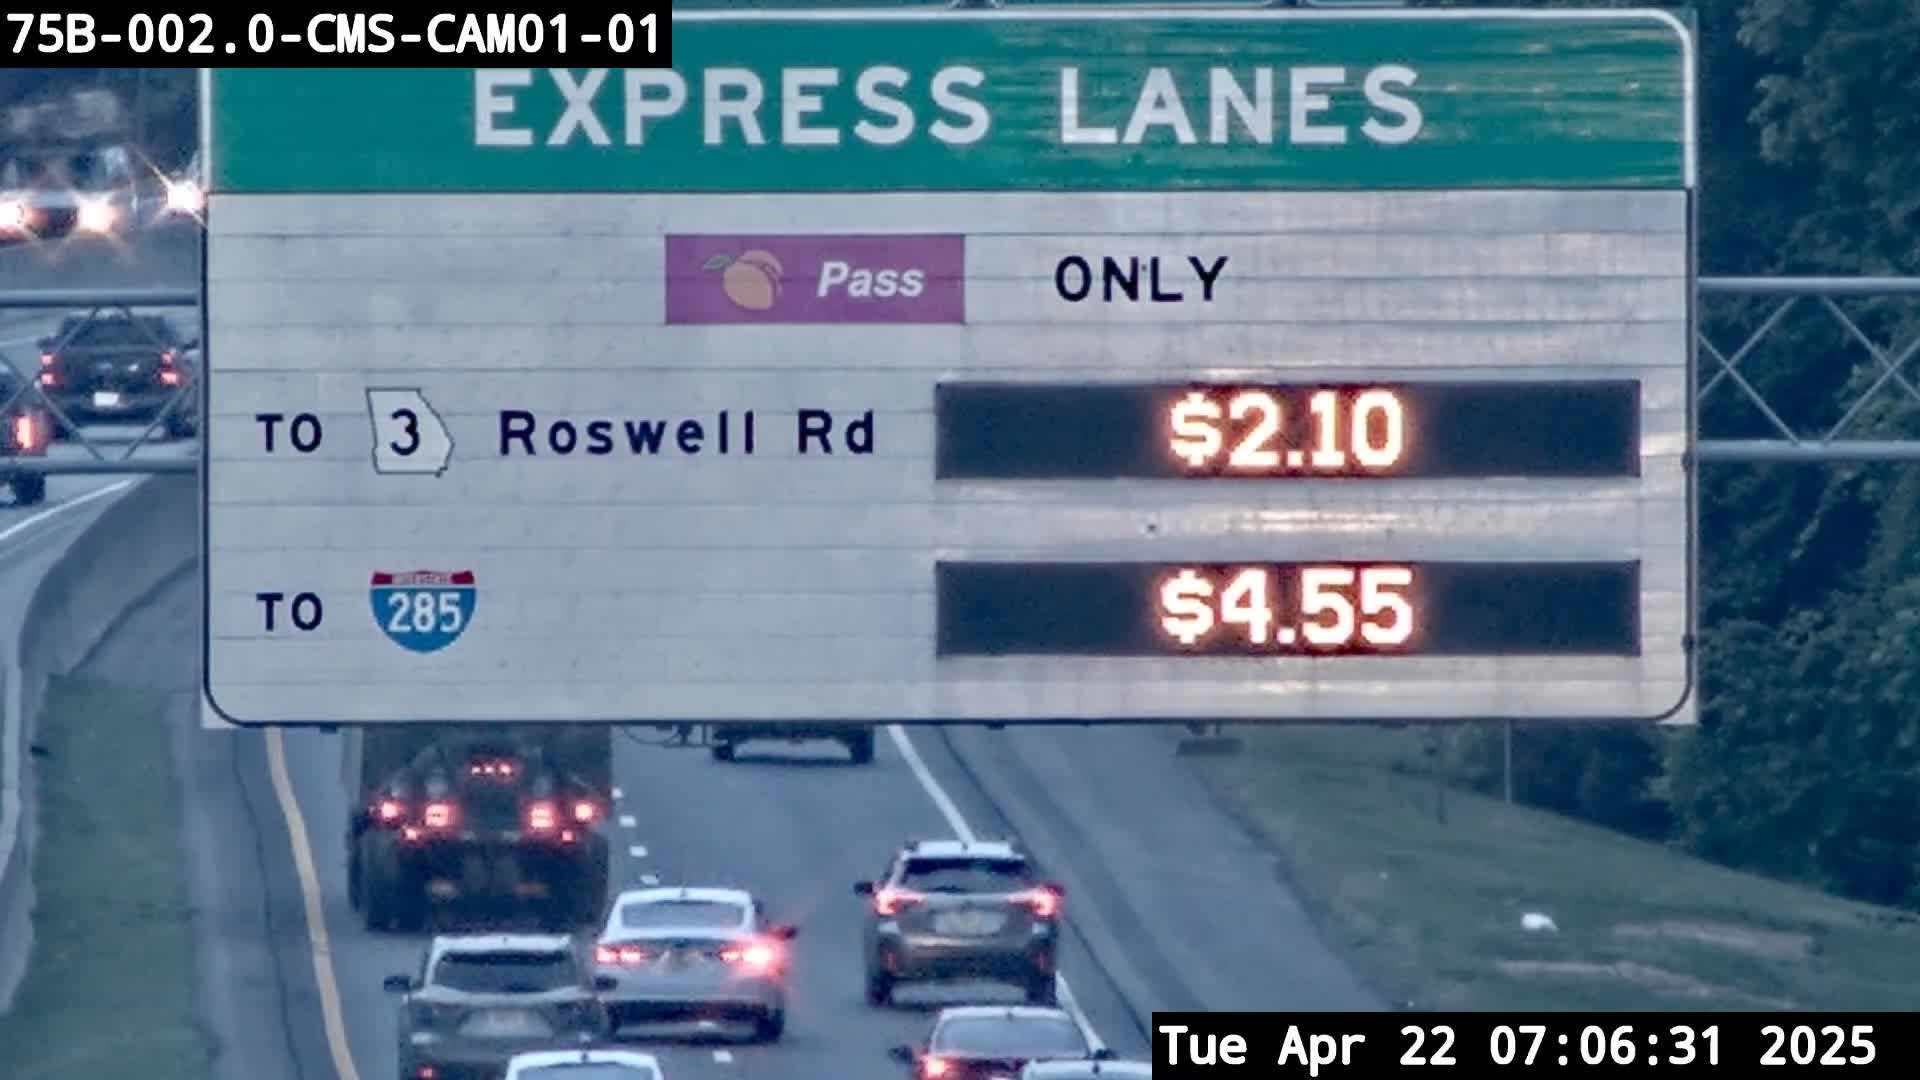 75B-002.0-CMS-CAM01-01
EXPRESS LANES
Pass ONLY
TO 3 Roswell Rd $2.10
TO 285 $4.55
Tue Apr 22 07:06:31 2025